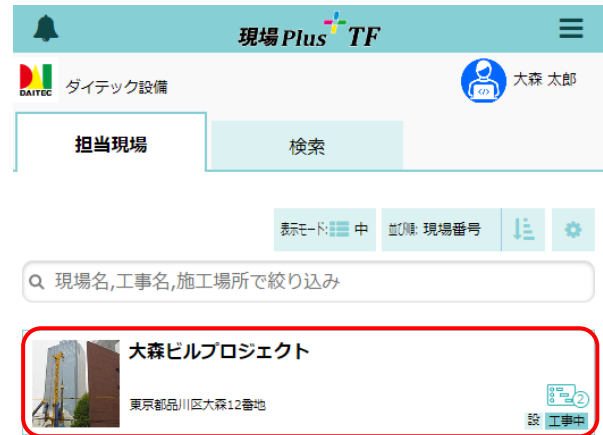 現場Plus+TF
DAITEC ダイテック設備 大森 太郎
担当現場 検索
表示モード: 中 並び順: 現場番号
現場名,工事名,施工場所で絞り込み
大森ビルプロジェクト
東京都品川区大森12番地
2
設 工事中